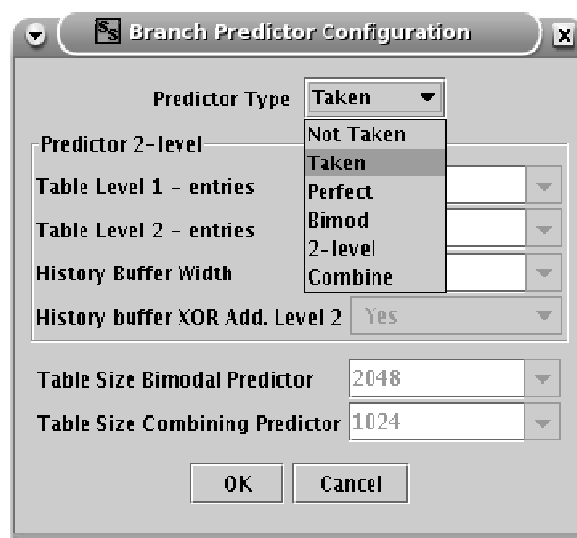 SS Branch Predictor Configuration X
Predictor Type Taken
Not Taken
Taken
Perfect
Bimod
2-level
Combine
Predictor 2-level
Table Level 1 - entries
Table Level 2 - entries
History Buffer Width
History buffer XOR Add. Level 2 Yes
Table Size Bimodal Predictor 2048
Table Size Combining Predictor 1024
OK Cancel